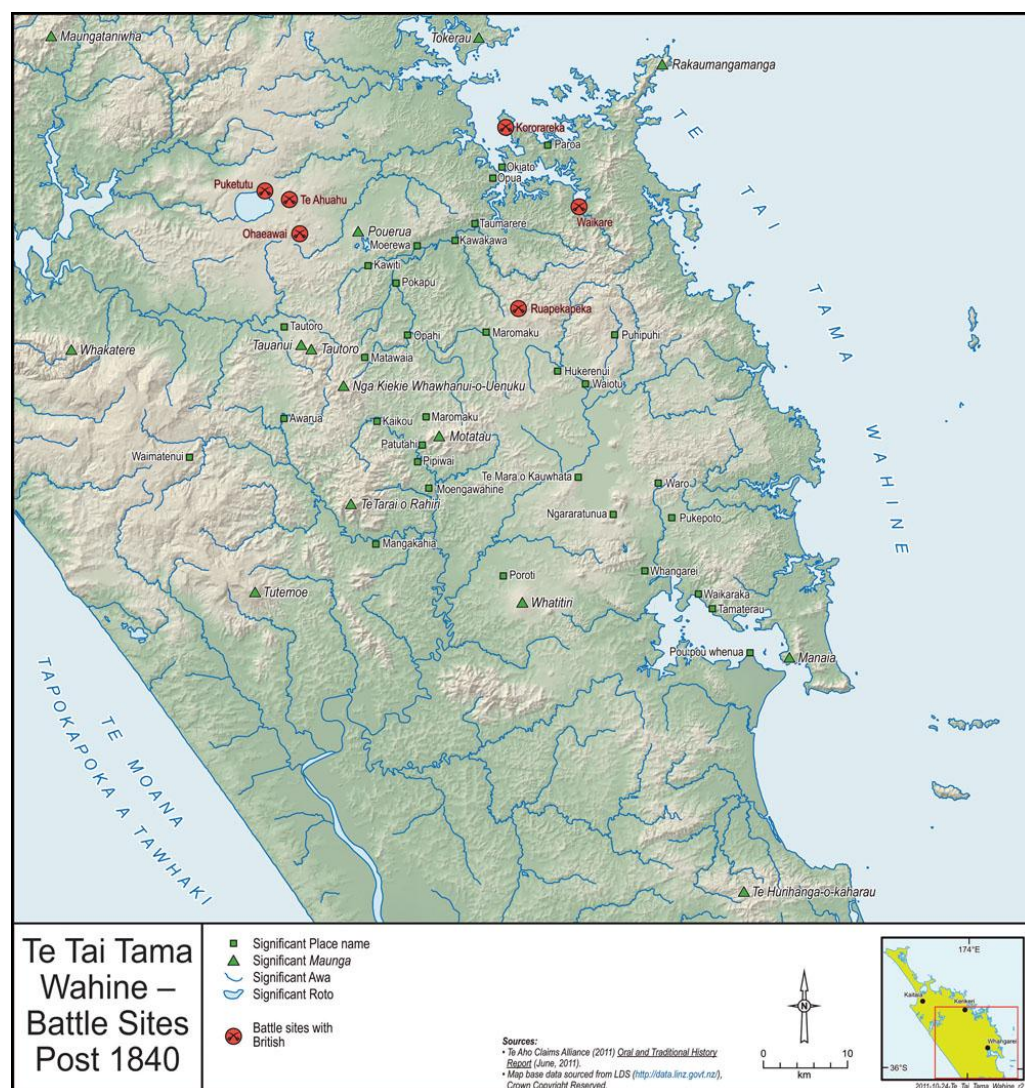 Maungataniwha
Tokerau
Rakaumangamanga
Kororareka
Paroa
TE TAI TAMA WAHINE
Okiato
Opua
Puketutu
Te Ahuahu
Waikare
Taumarere
Ohaeawai
Pouerua
Kawakawa
Moerewa
Kawiti
Pokapu
Ruapekapeka
Tautoro
Opahi
Maromaku
Puhipuhi
Tauanui
Tautoro
Whakatere
Matawaia
Hukerenui
Nga Kiekie Whawhanui-o-Uenuku
Waiotu
Awarua
Kaikou
Maromaku
Motatau
Patutahi
Waimatenui
Pipiwai
Te Mara o Kauwhata
Waro
Moengawahine
TeTarai o Rahiri
Ngararatunua
Pukepoto
Mangakahia
Poroti
Whangarei
Tutemoe
Whatitiri
Waikaraka
Tamaterau
Pou pou whenua
Manaia
TE MOANA
TAPOKAPOKA A TAWHAKI
Te Hurihanga-o-kaharau
Te Tai Tama
Wahine –
Battle Sites
Post 1840
Significant Place name
Significant Maunga
Significant Awa
Significant Roto
Battle sites with
British
Sources:
• Te Aho Claims Alliance (2011) Oral and Traditional History
Report (June, 2011).
• Map base data sourced from LDS (http://data.linz.govt.nz/),
Crown Copyright Reserved.
N
0 10
km
174°E
Kaitaia
Kerikeri
Whangarei
36°S
2011-10-24-Te_Tai_Tama_Wahine